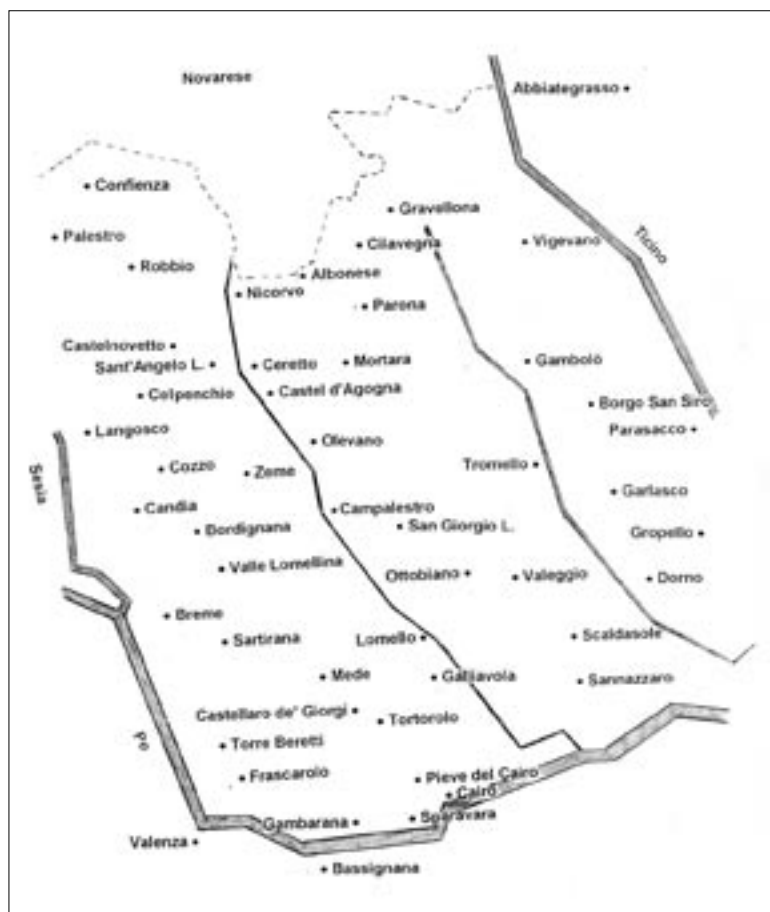 Novarese
Abbiategrasso
Confienza
Gravellona
Palestro
Cilavegna
Vigevano
Ticino
Robbio
Albonese
Nicorvo
Parona
Castelnovetto
Sant'Angelo L.
Ceretto
Mortara
Gambolò
Celpenchio
Castel d'Agogna
Borgo San Siro
Langosco
Parasacco
Olevano
Sesia
Cozzo
Zeme
Tromello
Garlasco
Candia
Campalestro
Bordignana
San Giorgio L.
Gropello
Valle Lomellina
Ottobiano
Valeggio
Dorno
Breme
Sartirana
Lomello
Scaldasole
Mede
Galliavola
Sannazzaro
Castellaro de' Giorgi
Tortorolo
Po
Torre Beretti
Frascarolo
Pieve del Cairo
Cairo
Gambarana
Sparavara
Valenza
Bassignana